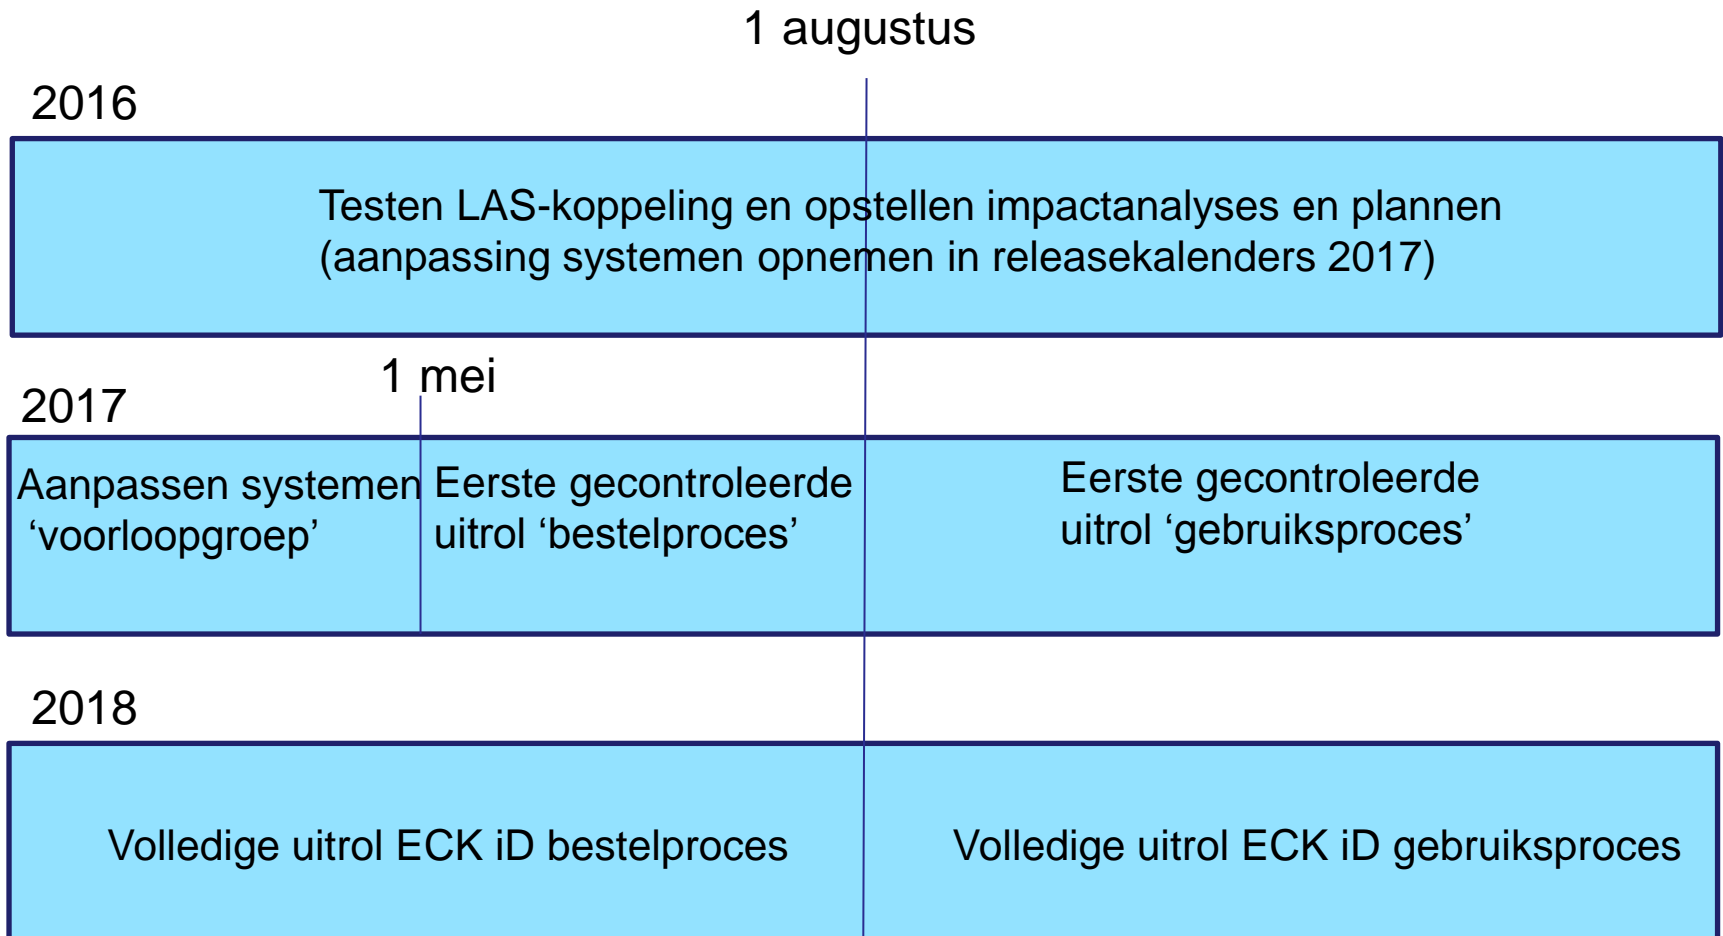 1 augustus
2016
Testen LAS-koppeling en opstellen impactanalyses en plannen
(aanpassing systemen opnemen in releasekalenders 2017)
1 mei
2017
Aanpassen systemen
‘voorloopgroep’
Eerste gecontroleerde
uitrol ‘bestelproces’
Eerste gecontroleerde
uitrol ‘gebruiksproces’
2018
Volledige uitrol ECK iD bestelproces
Volledige uitrol ECK iD gebruiksproces